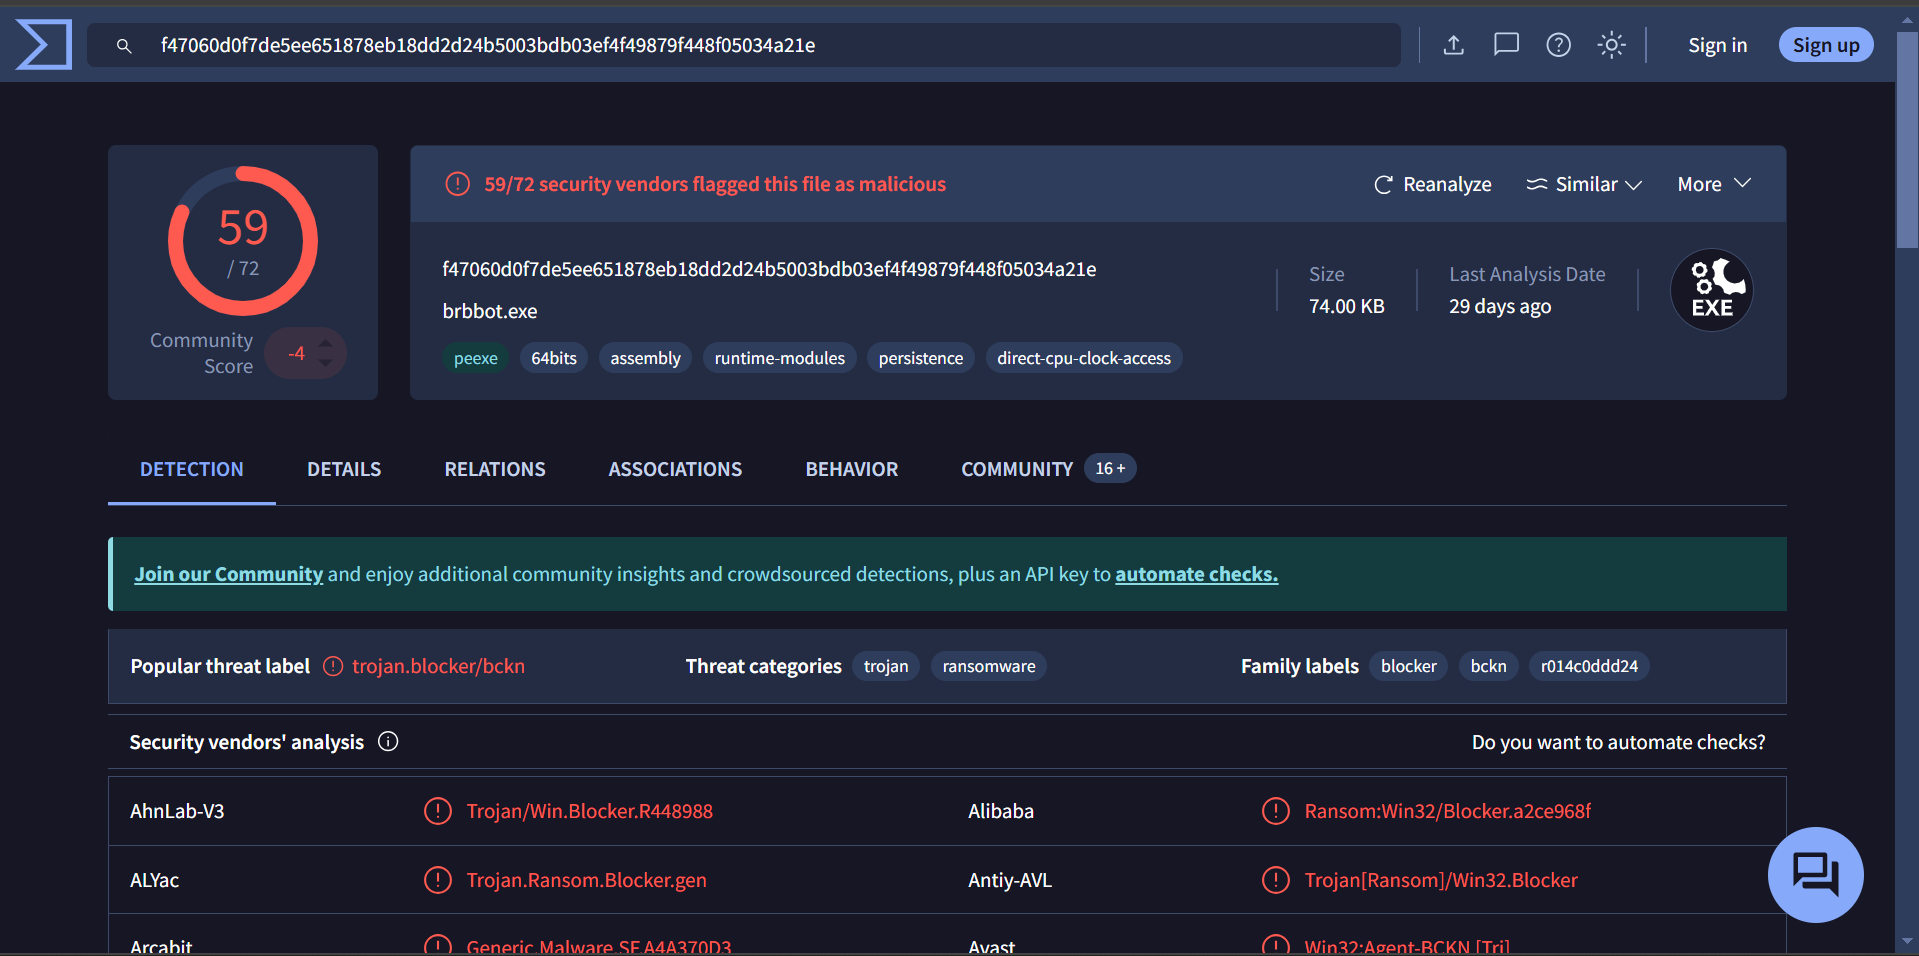 f47060d0f7de5ee651878eb18dd2d24b5003bdb03ef4f49879f448f05034a21e
Sign in
Sign up
59
/ 72
Community Score
-4
59/72 security vendors flagged this file as malicious
Reanalyze
Similar
More
f47060d0f7de5ee651878eb18dd2d24b5003bdb03ef4f49879f448f05034a21e
brbbot.exe
Size
74.00 KB
Last Analysis Date
29 days ago
EXE
peexe
64bits
assembly
runtime-modules
persistence
direct-cpu-clock-access
DETECTION
DETAILS
RELATIONS
ASSOCIATIONS
BEHAVIOR
COMMUNITY
16 +
Join our Community and enjoy additional community insights and crowdsourced detections, plus an API key to automate checks.
Popular threat label
trojan.blocker/bckn
Threat categories
trojan
ransomware
Family labels
blocker
bckn
r014c0ddd24
Security vendors' analysis
Do you want to automate checks?
AhnLab-V3
Trojan/Win.Blocker.R448988
Alibaba
Ransom:Win32/Blocker.a2ce968f
ALYac
Trojan.Ransom.Blocker.gen
Antiy-AVL
Trojan[Ransom]/Win32.Blocker
Arcabit
Generic.Malware.SF.A4A370D3
Avast
Win32:Agent-BCKN [Trj]